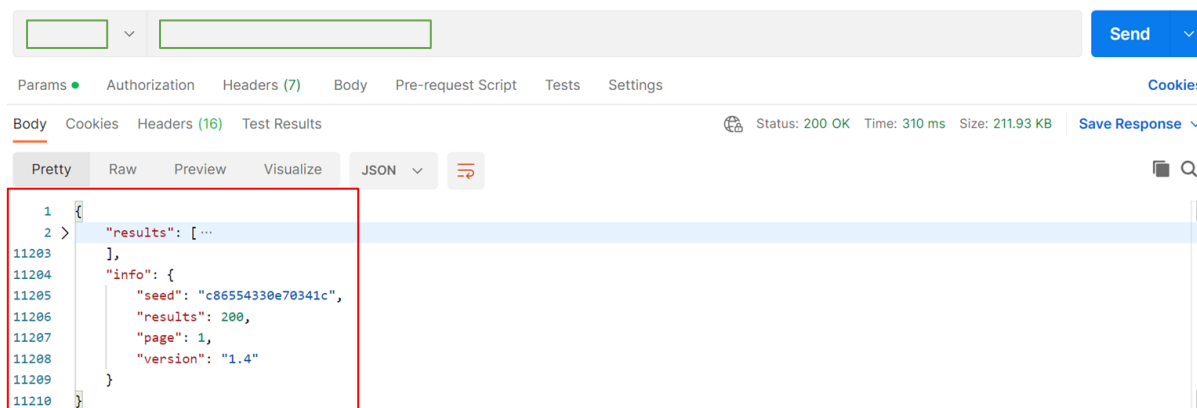 Send
Params Authorization Headers (7) Body Pre-request Script Tests Settings Cookies
Body Cookies Headers (16) Test Results Status: 200 OK Time: 310 ms Size: 211.93 KB Save Response
Pretty Raw Preview Visualize JSON
1 {
2 "results": [ ...
11203 ],
11204 "info": {
11205 "seed": "c86554330e70341c",
11206 "results": 200,
11207 "page": 1,
11208 "version": "1.4"
11209 }
11210 }